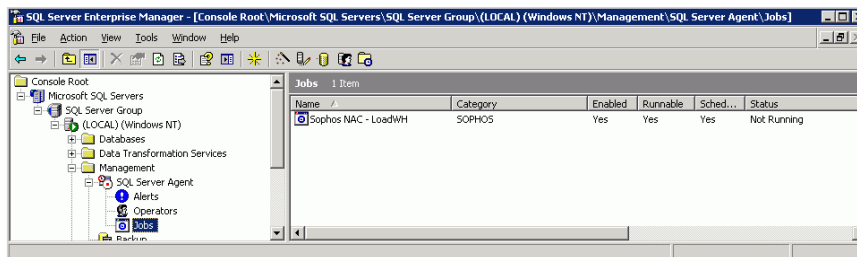 SQL Server Enterprise Manager - [Console Root\Microsoft SQL Servers\SQL Server Group\(LOCAL) (Windows NT)\Management\SQL Server Agent\Jobs]
File Action View Tools Window Help
Console Root
Microsoft SQL Servers
SQL Server Group
(LOCAL) (Windows NT)
Databases
Data Transformation Services
Management
SQL Server Agent
Alerts
Operators
Jobs
Backup
Jobs 1 Item
Name Category Enabled Runnable Sched... Status
Sophos NAC - LoadWH SOPHOS Yes Yes Yes Not Running